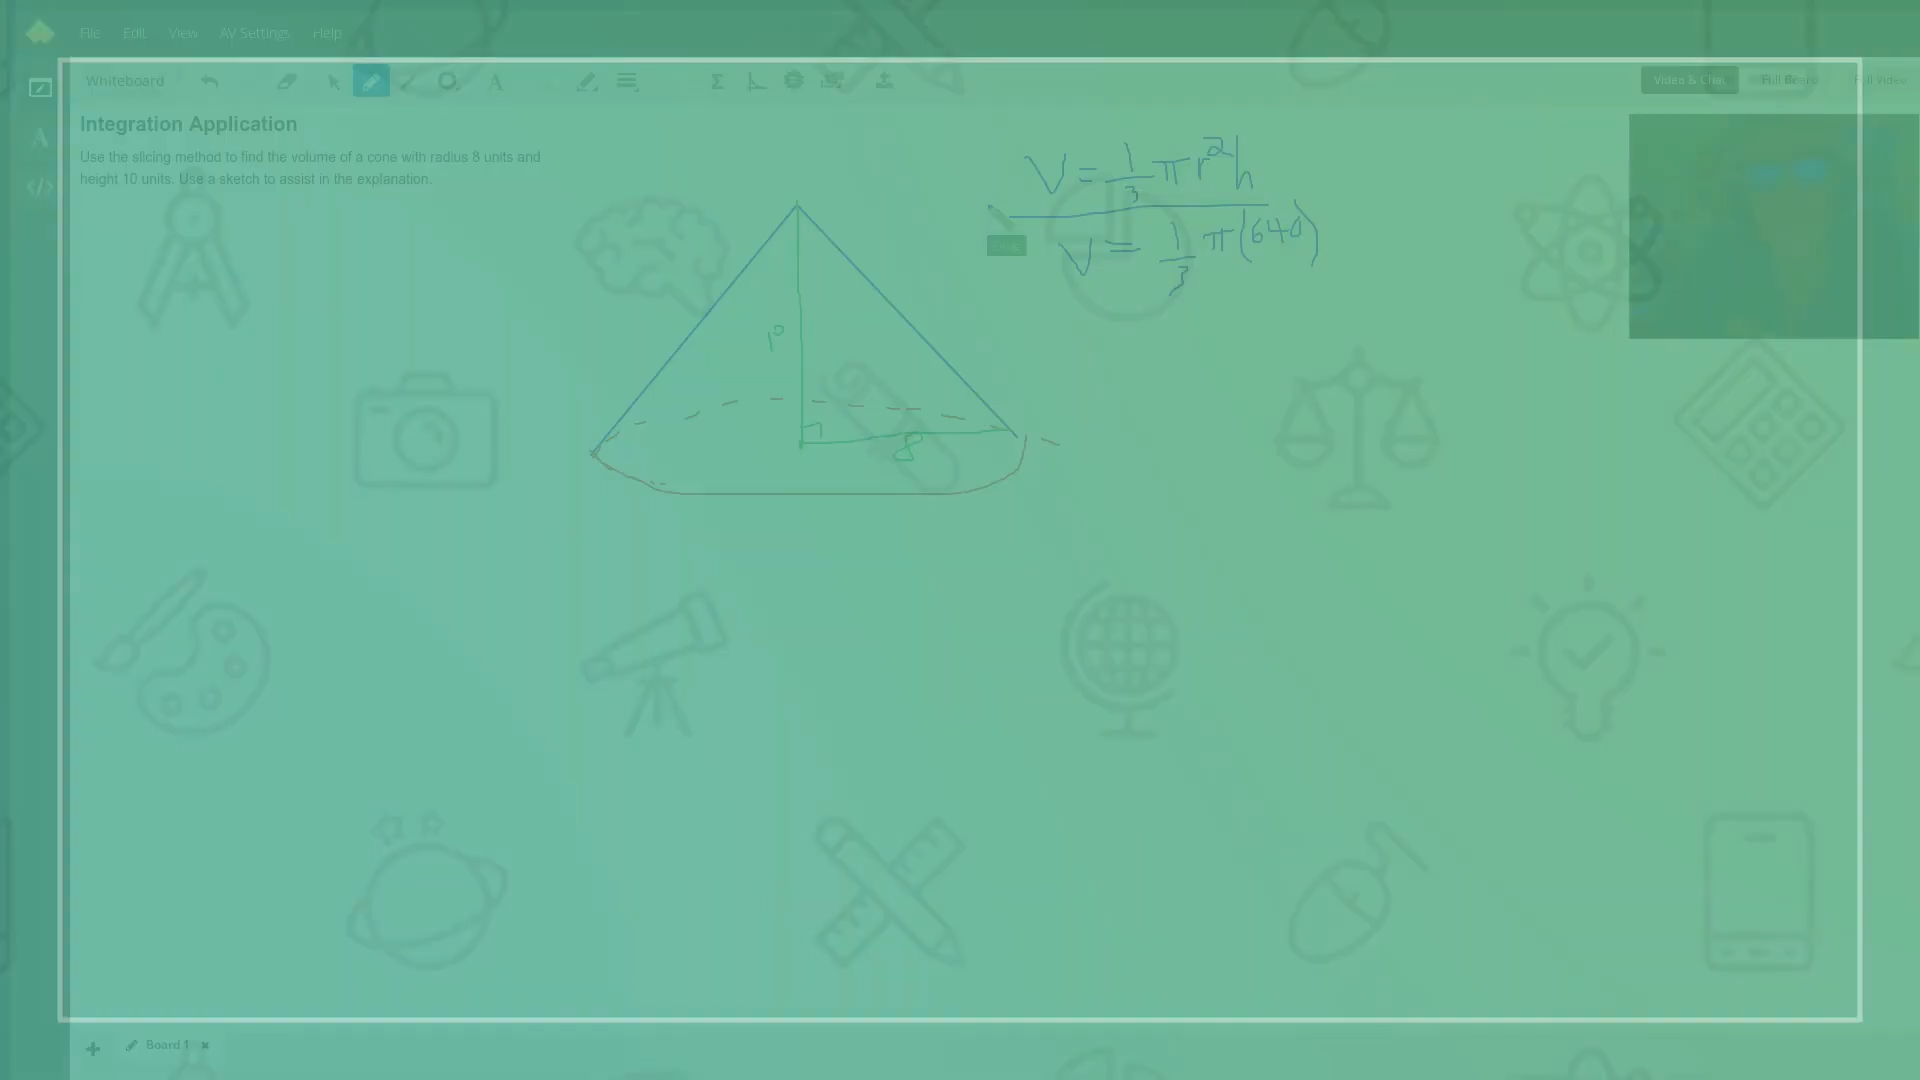 File Edit View AV Settings Help
Whiteboard
A
Video & Chat Full Board Full Video
Integration Application
Use the slicing method to find the volume of a cone with radius 8 units and
height 10 units. Use a sketch to assist in the explanation.
A
</>
V = 1/3 π r²h
V = 1/3 π(640)
10
8
Board 1